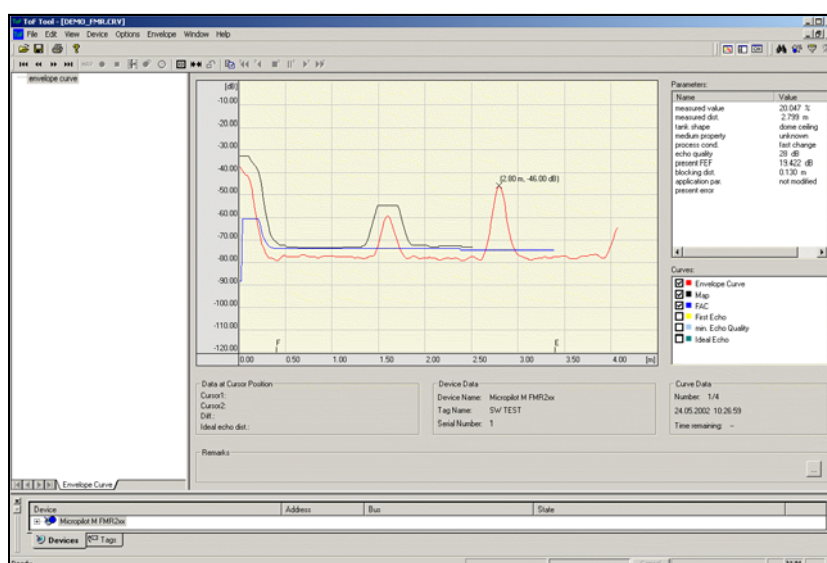 ToF Tool - [DEMO_FMR.CRV]
File Edit View Device Options Envelope Window Help
envelope curve
[dB]
-10.00
-20.00
-30.00
-40.00
-50.00
-60.00
-70.00
-80.00
-90.00
-100.00
-110.00
-120.00
(2.80 m, -46.00 dB)
F
E
0.00 0.50 1.00 1.50 2.00 2.50 3.00 3.50 4.00 [m]
Parameters:
Name Value
measured value 20.047 %
measured dist. 2.799 m
tank shape dome ceiling
medium property unknown
process cond. fast change
echo quality 28 dB
present FEF 19.422 dB
blocking dist. 0.130 m
application par. not modified
present error
Curves:
Envelope Curve
Map
FAC
First Echo
min. Echo Quality
Ideal Echo
Data at Cursor Position
Cursor1:
Cursor2:
Diff.:
Ideal echo dist.:
Device Data
Device Name: Micropilot M FMR2xx
Tag Name: SW TEST
Serial Number: 1
Curve Data
Number: 1/4
24.05.2002 10:26:59
Time remaining: --
Remarks
...
Envelope Curve
Device Address Bus State
Micropilot M FMR2xx
Devices Tags